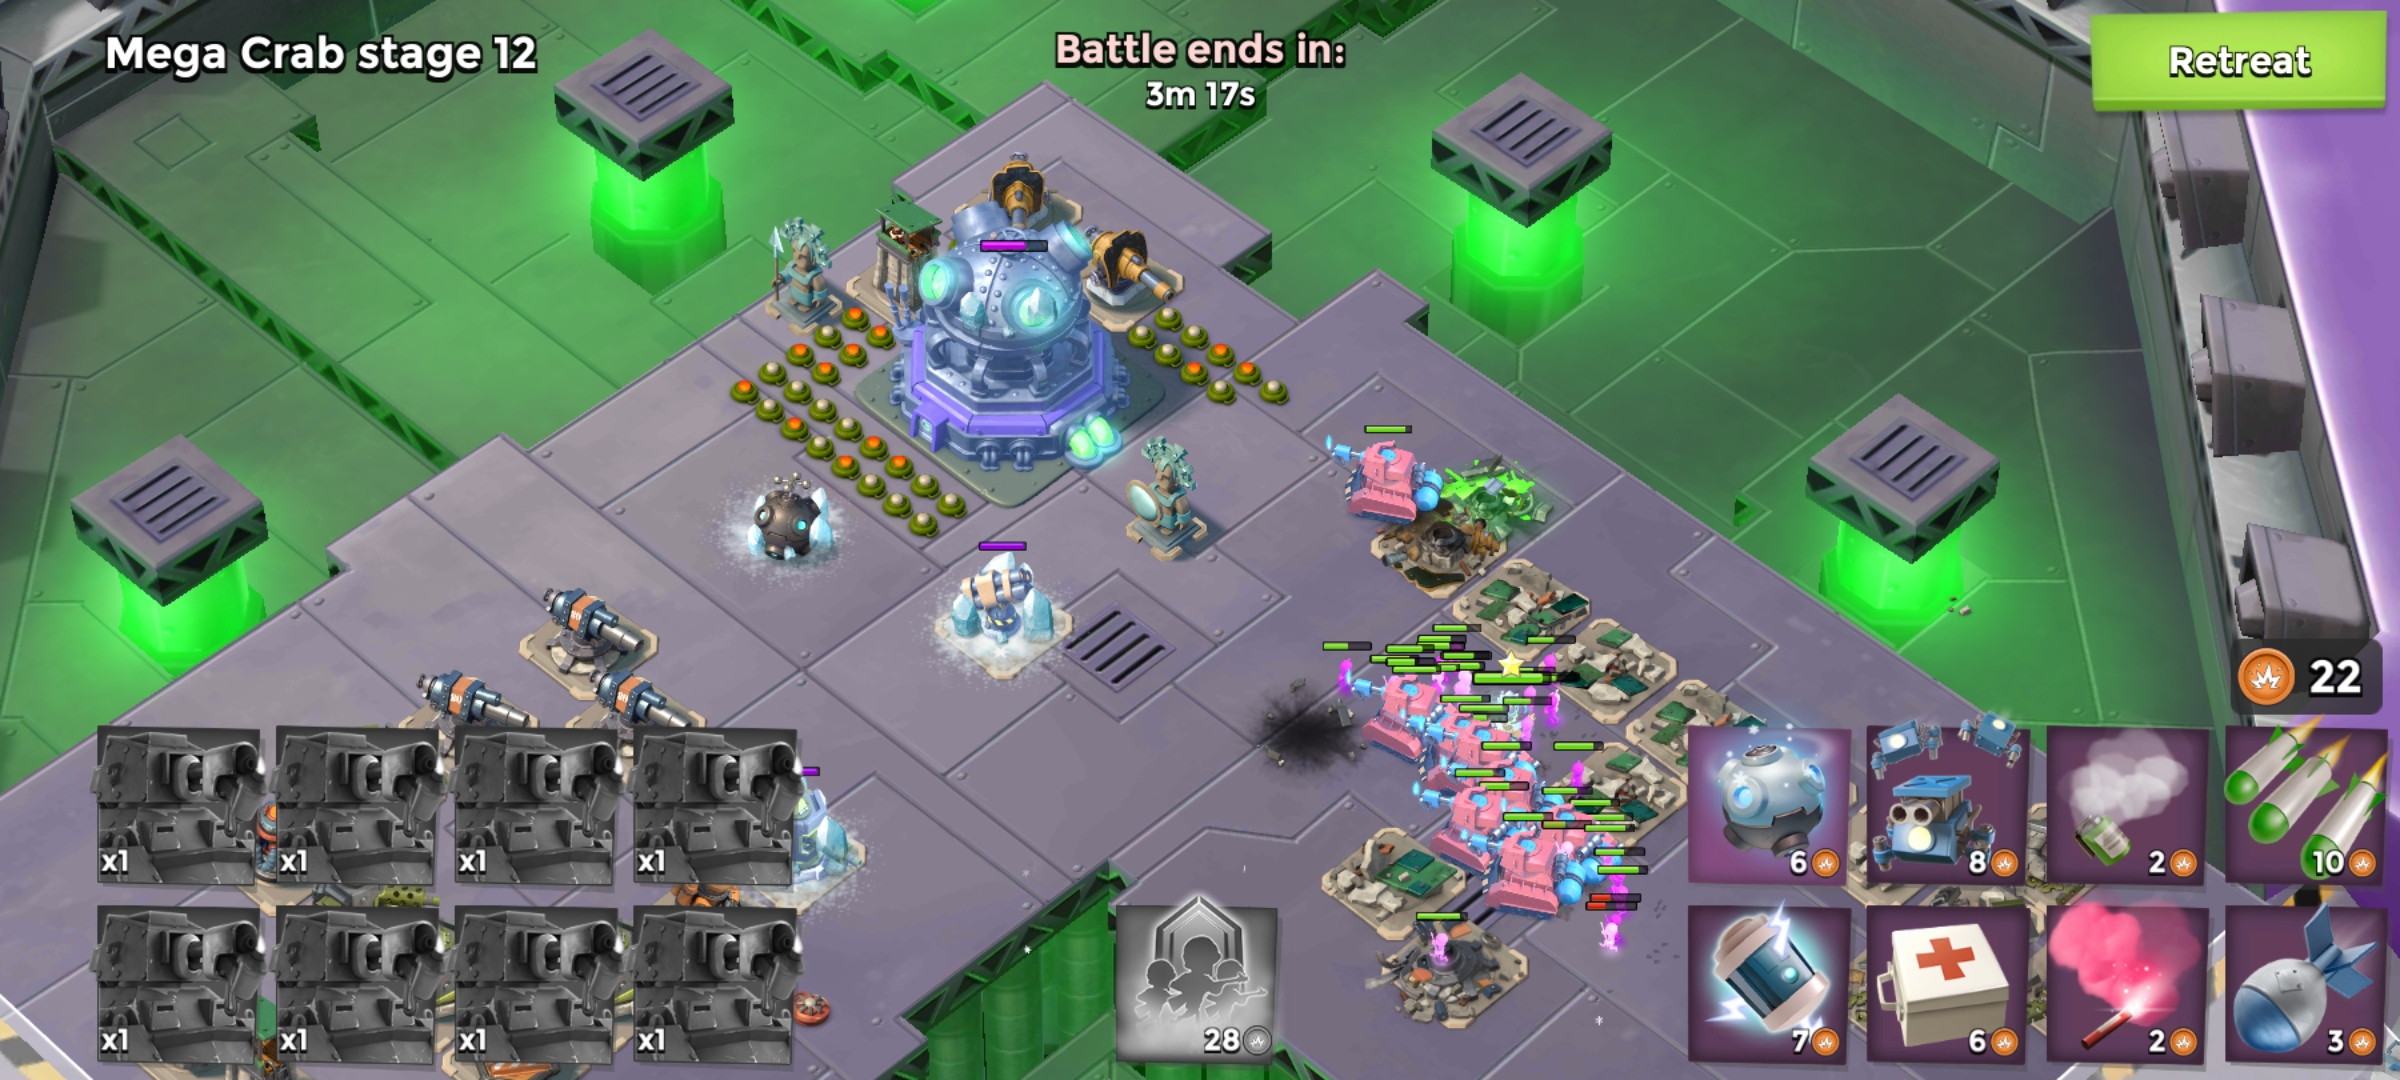 Mega Crab stage 12
Battle ends in:
3m 17s
Retreat
22
x1
x1
x1
x1
6
8
2
10
x1
x1
x1
x1
28
7
6
2
3